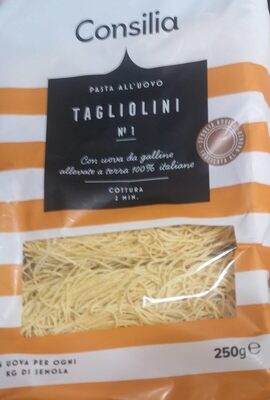 Consilia
PASTA ALL'UOVO
TAGLIOLINI
Nº 1
Con uova da galline
allevate a terra 100% italiane
COTTURA
2 MIN.
UOVA PER OGNI
KG DI SEMOLA
250g℮